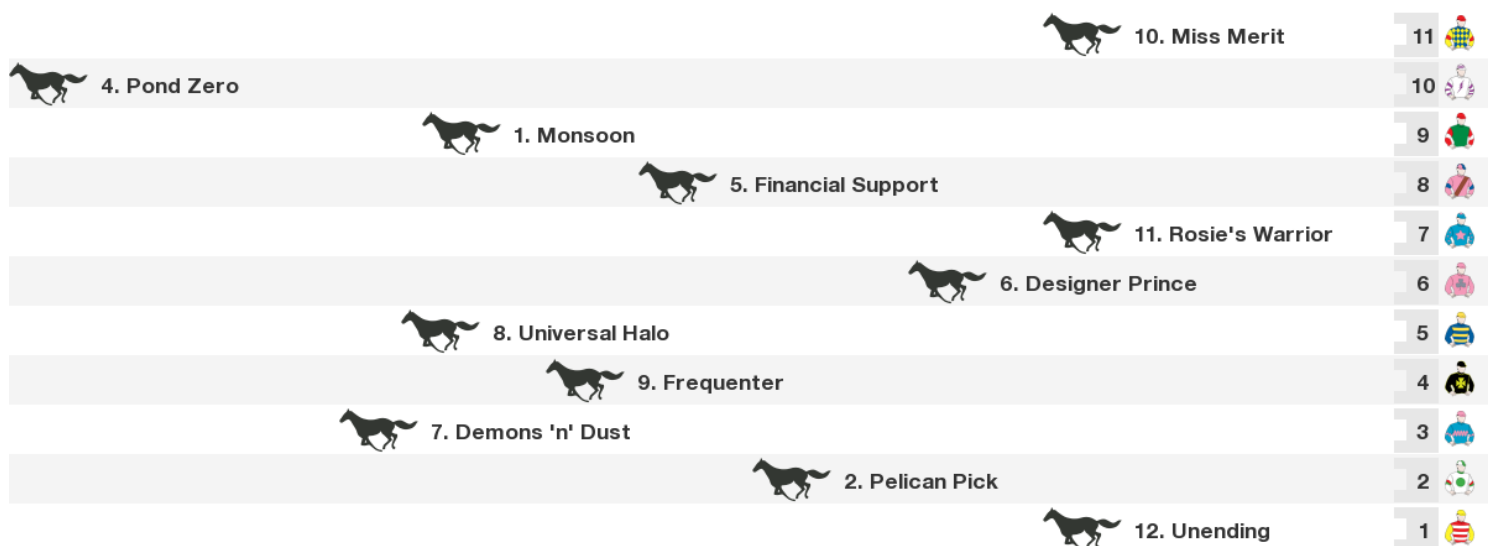 10. Miss Merit 11
4. Pond Zero 10
1. Monsoon 9
5. Financial Support 8
11. Rosie's Warrior 7
6. Designer Prince 6
8. Universal Halo 5
9. Frequenter 4
7. Demons 'n' Dust 3
2. Pelican Pick 2
12. Unending 1